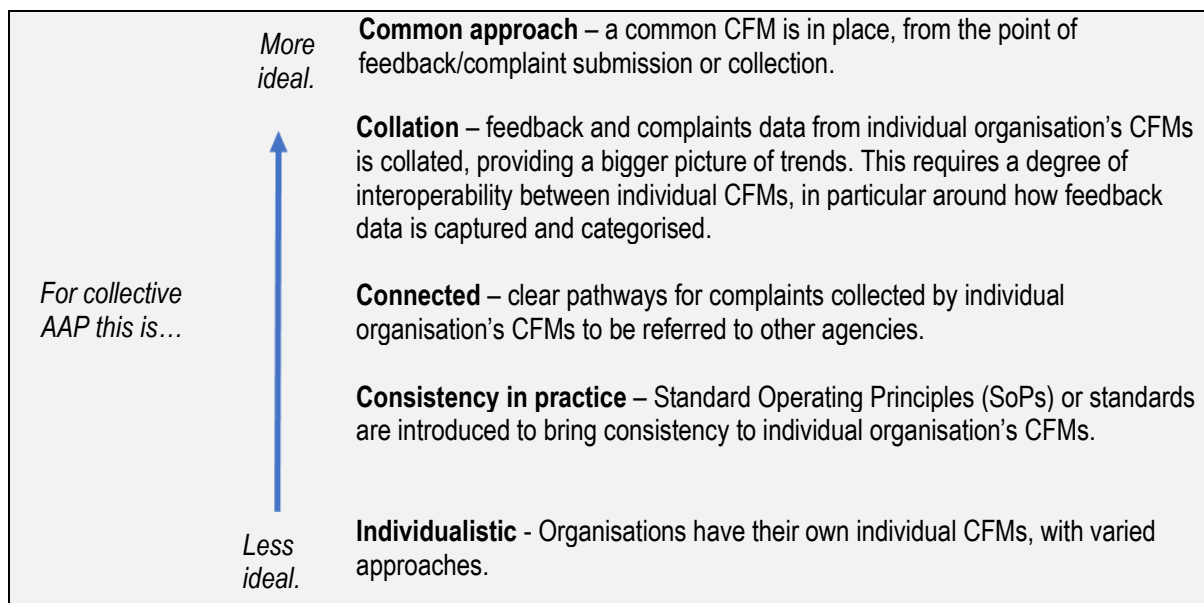 More
ideal.
Common approach – a common CFM is in place, from the point of
feedback/complaint submission or collection.
Collation – feedback and complaints data from individual organisation’s CFMs
is collated, providing a bigger picture of trends. This requires a degree of
interoperability between individual CFMs, in particular around how feedback
data is captured and categorised.
For collective
AAP this is…
Connected – clear pathways for complaints collected by individual
organisation’s CFMs to be referred to other agencies.
Consistency in practice – Standard Operating Principles (SoPs) or standards
are introduced to bring consistency to individual organisation’s CFMs.
Less
ideal.
Individualistic - Organisations have their own individual CFMs, with varied
approaches.